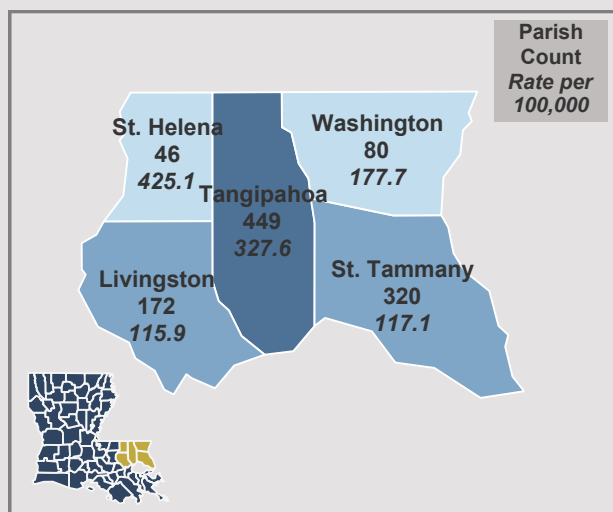 Parish
Count
Rate per
100,000
St. Helena
46
425.1
Washington
80
177.7
Tangipahoa
449
327.6
Livingston
172
115.9
St. Tammany
320
117.1